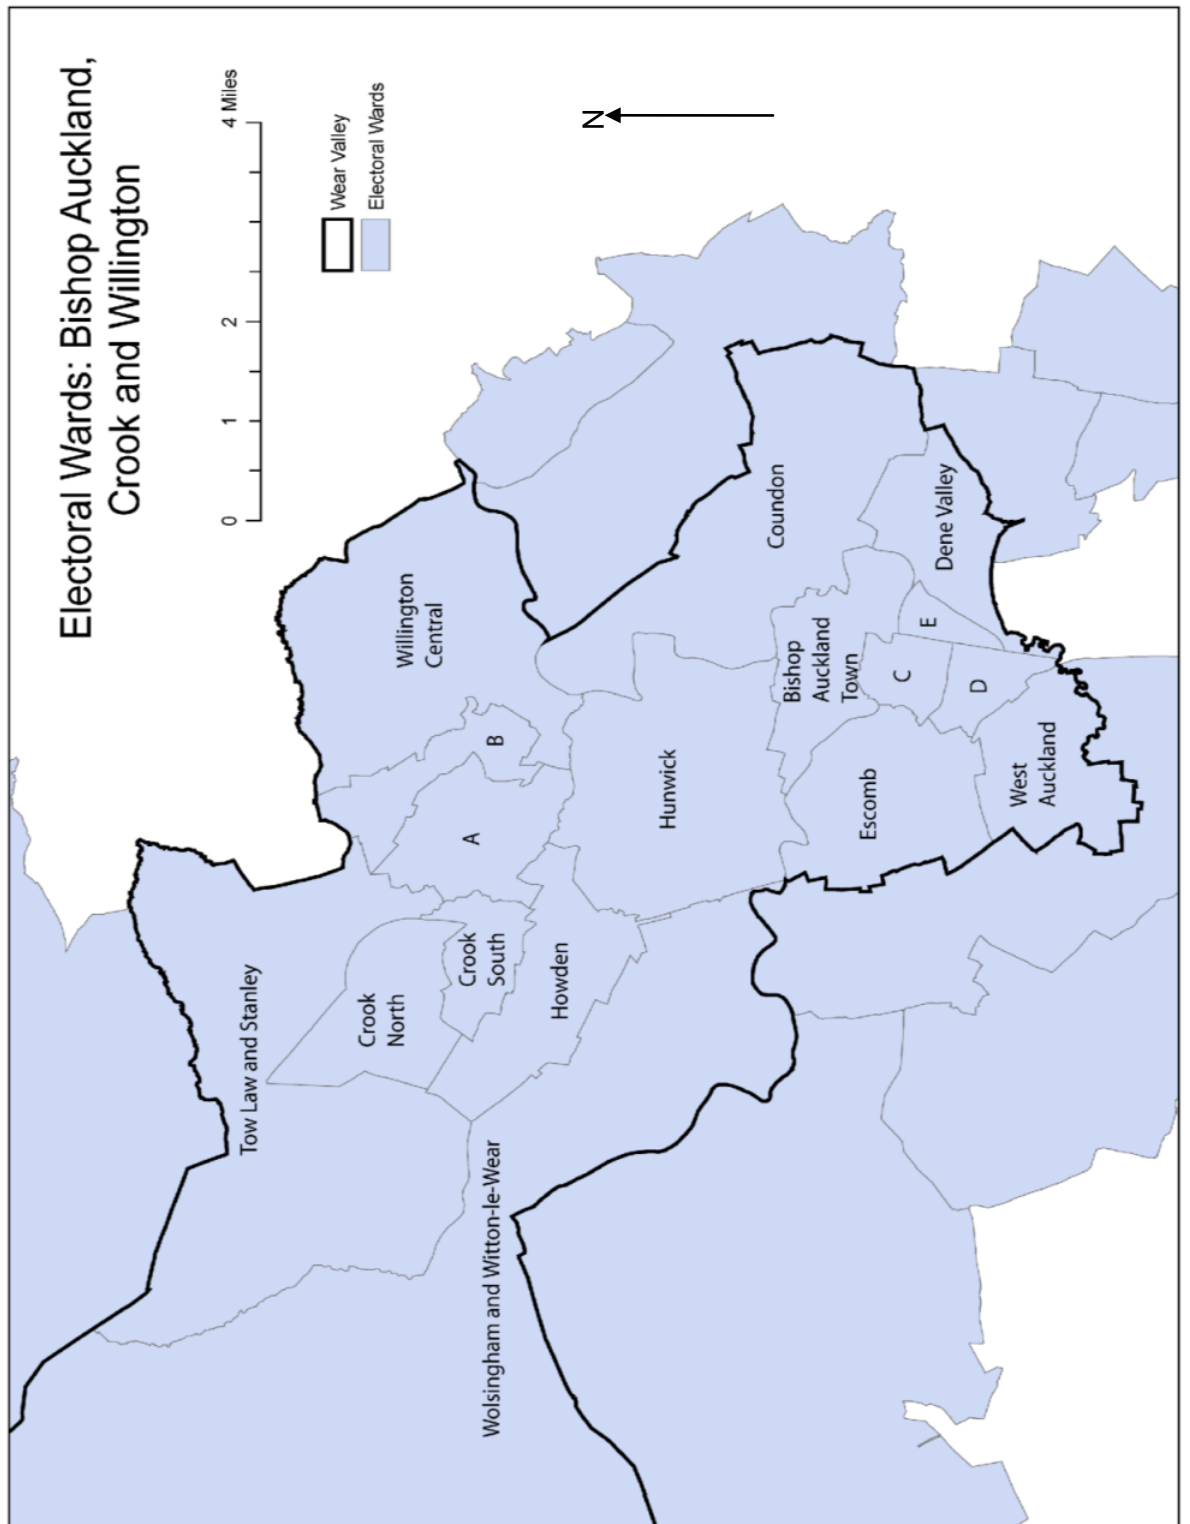 Electoral Wards: Bishop Auckland,
Crook and Willington
0 1 2 4 Miles
Wear Valley
Electoral Wards
N
Tow Law and Stanley
Crook
North
Crook
South
Howden
Wolsingham and Witton-le-Wear
Willington
Central
A
B
Hunwick
Coundon
Bishop
Auckland
Town
Escomb
C
D
E
Dene Valley
West
Auckland